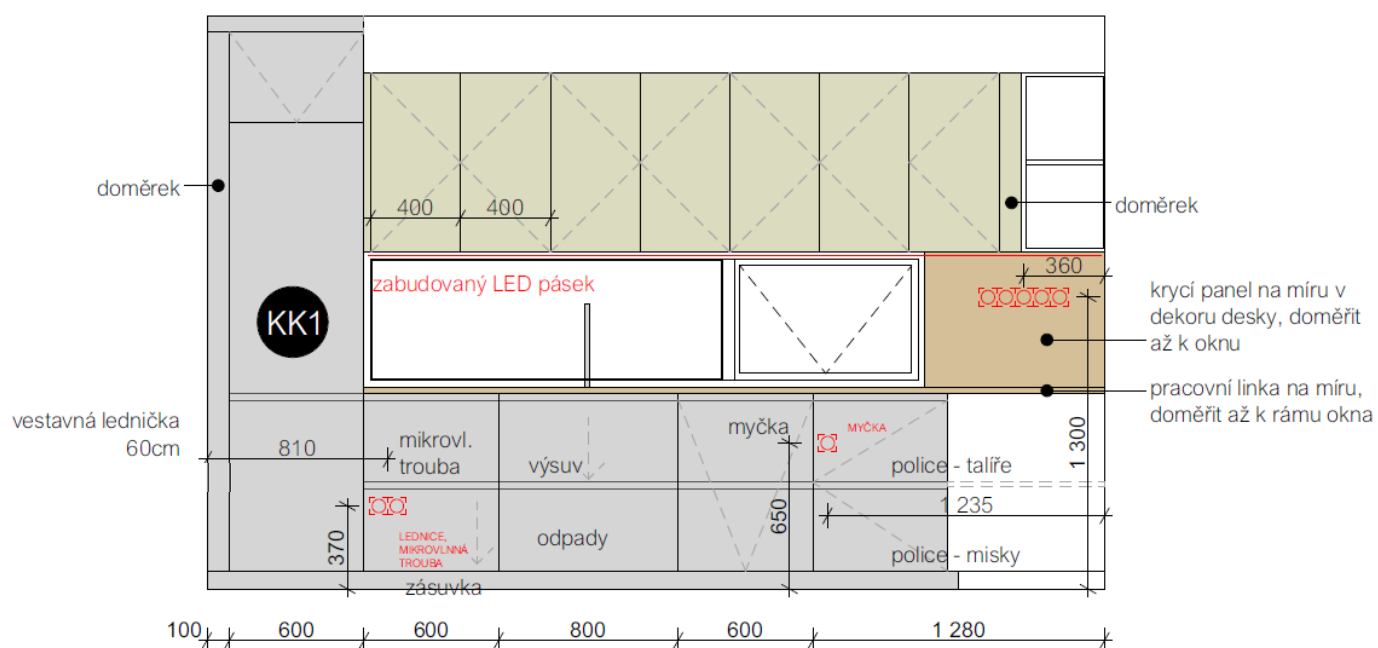 doměrek
400
400
doměrek
zabudovaný LED pásek
360
KK1
krycí panel na míru v
dekoru desky, doměřit
až k oknu
pracovní linka na míru,
doměřit až k rámu okna
vestavná lednička
60cm
810
mikrovl.
trouba
výsuv
myčka
MYČKA
1 300
police - talíře
1 235
650
370
LEDNICE,
MIKROVLNNÁ
TROUBA
odpady
police - misky
zásuvka
100
600
600
800
600
1 280